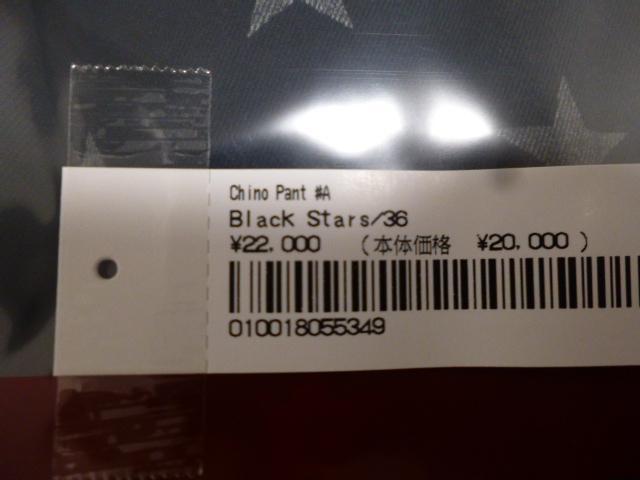 Chino Pant #A
Black Stars/36
¥22,000 (本体価格 ¥20,000 )
010018055349